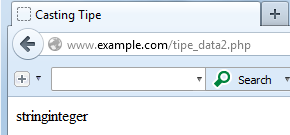 Casting Tipe
www.example.com/tipe_data2.php
Search
stringinteger